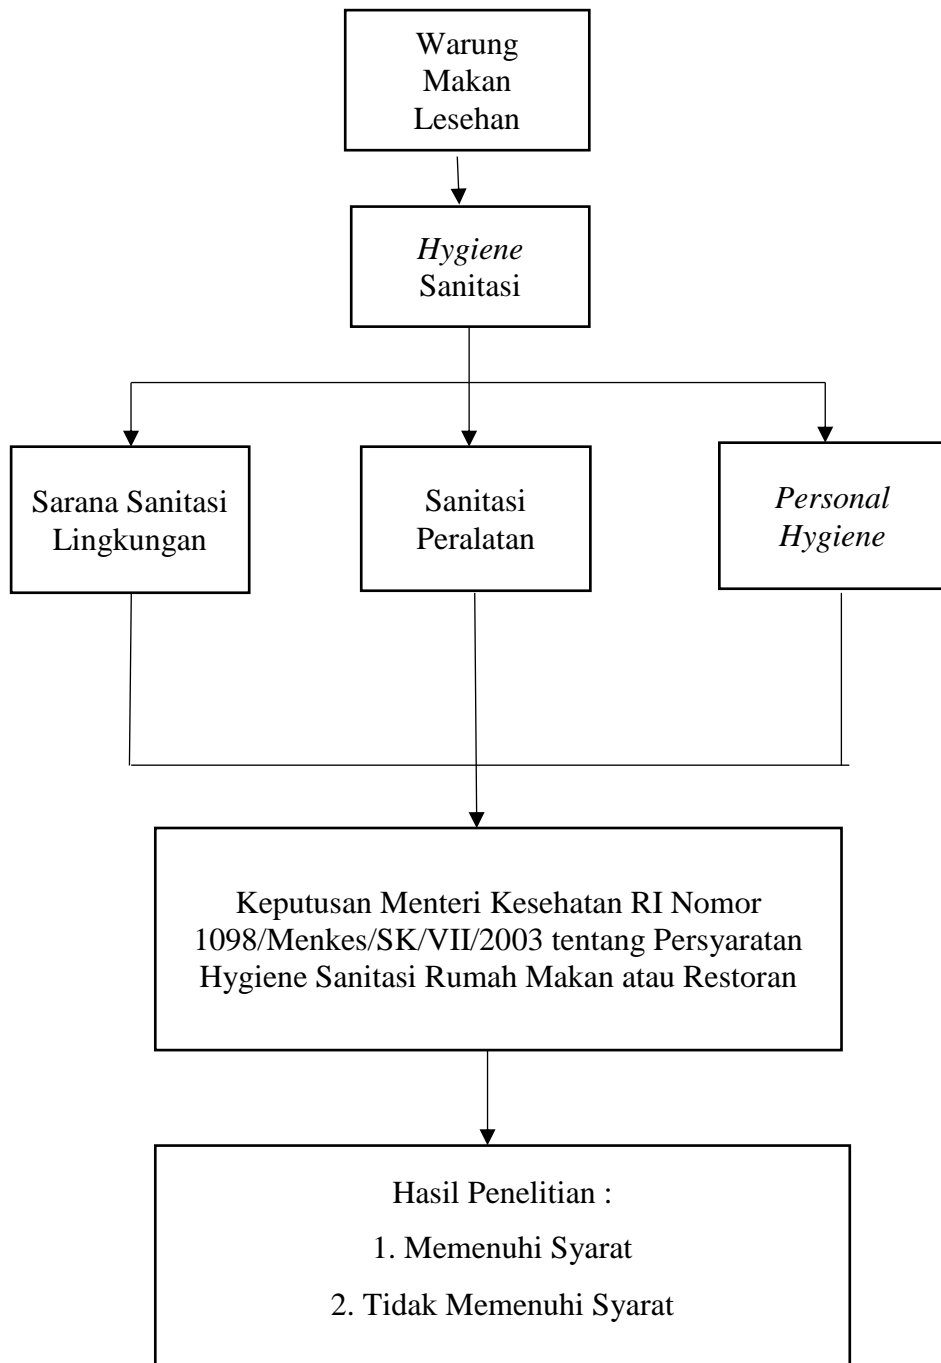 Warung
Makan
Lesehan
Hygiene
Sanitasi
Sarana Sanitasi
Lingkungan
Sanitasi
Peralatan
Personal
Hygiene
Keputusan Menteri Kesehatan RI Nomor
1098/Menkes/SK/VII/2003 tentang Persyaratan
Hygiene Sanitasi Rumah Makan atau Restoran
Hasil Penelitian :
1. Memenuhi Syarat
2. Tidak Memenuhi Syarat